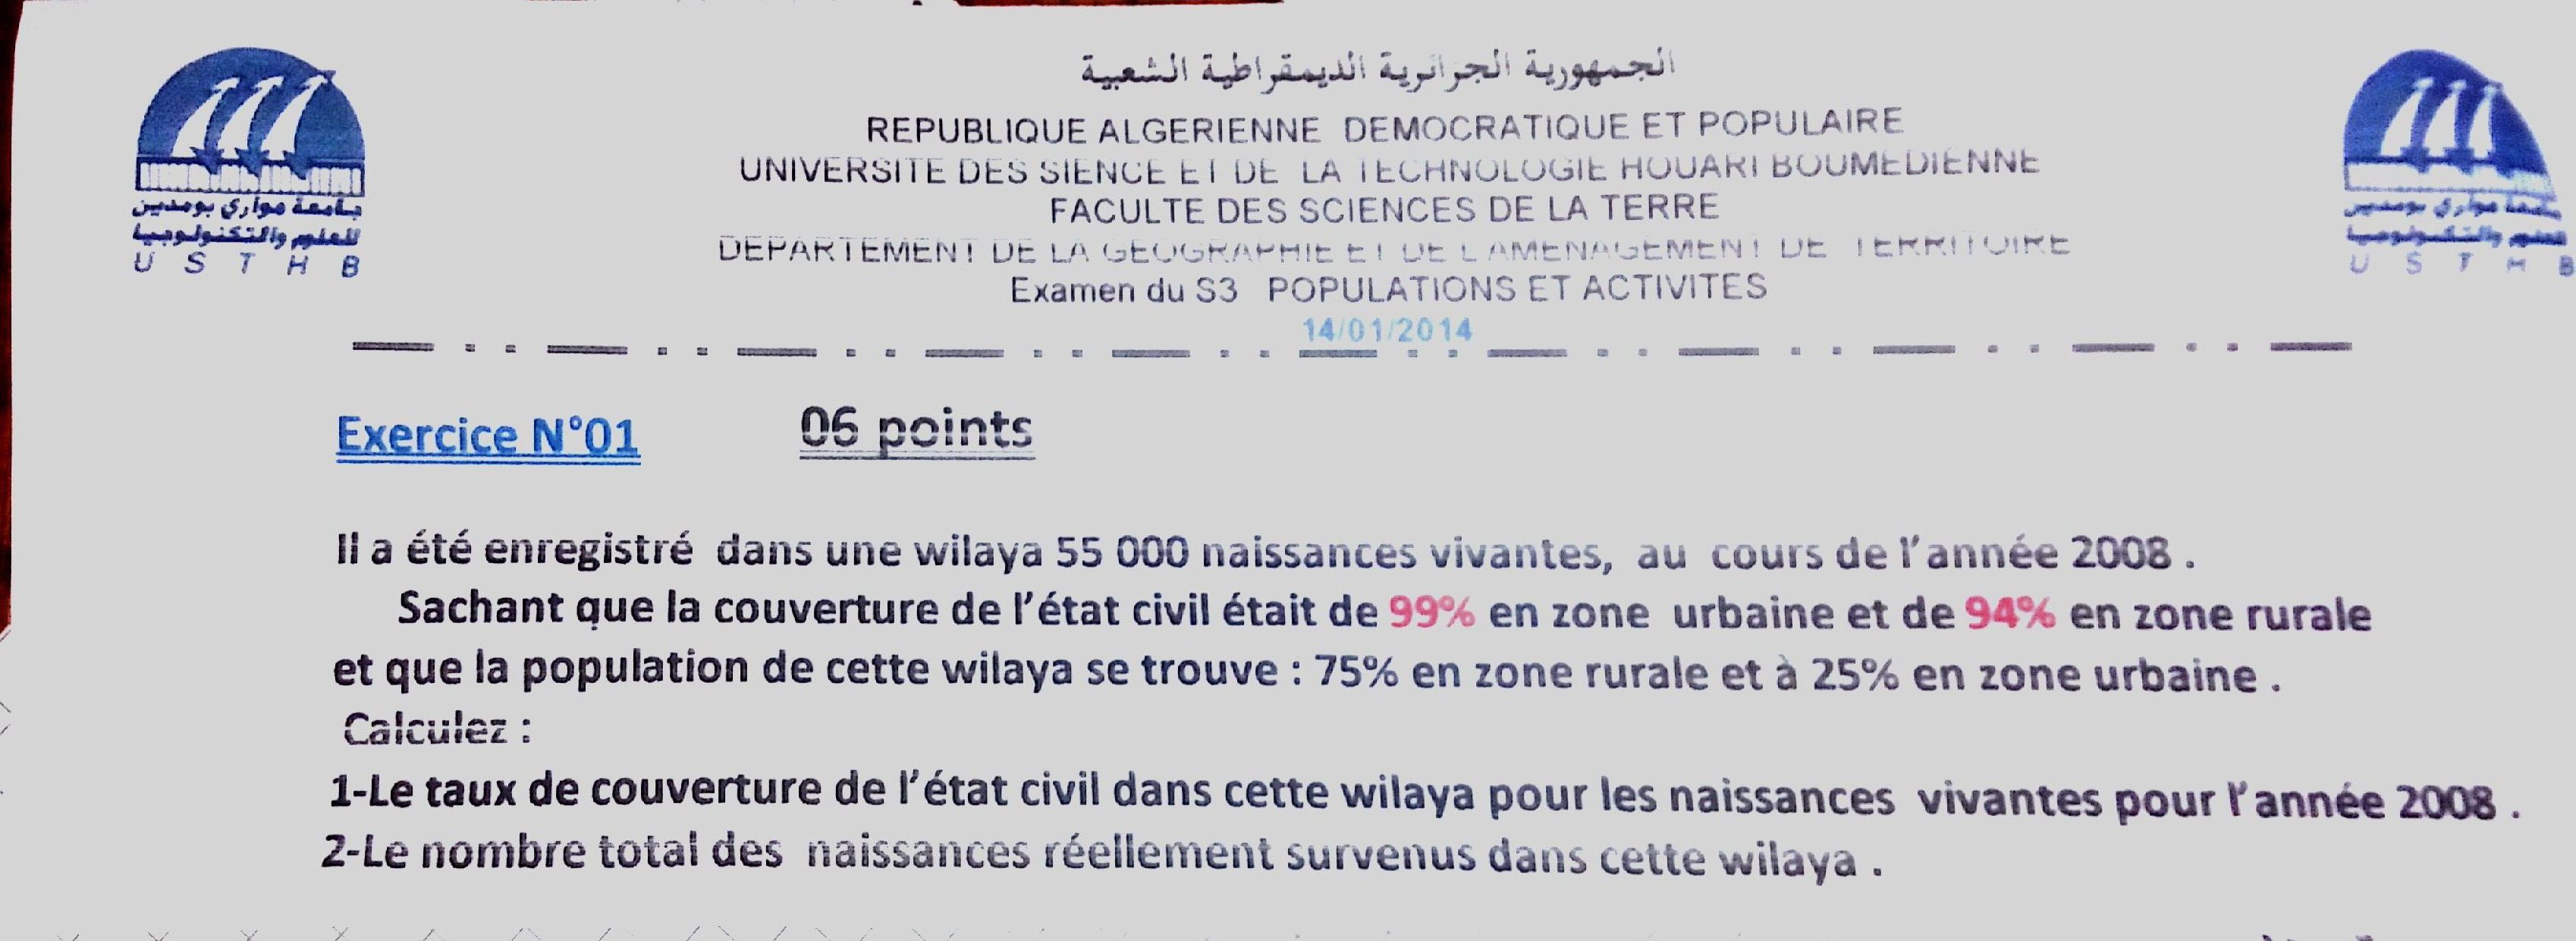 الجمهورية الجزائرية الديمقراطية الشعبية
REPUBLIQUE ALGERIENNE DEMOCRATIQUE ET POPULAIRE
UNIVERSITE DES SIENCE ET DE LA TECHNOLOGIE HOUARI BOUMEDIENNE
FACULTE DES SCIENCES DE LA TERRE
DEPARTEMENT DE LA GEOGRAPHIE ET DE L AMENAGEMENT DE TERRITOIRE
Examen du S3 POPULATIONS ET ACTIVITES
14/01/2014
جامعة هواري بومدين
للعلوم والتكنولوجيا
U S T H B
جامعة هواري بومدين
للعلوم والتكنولوجيا
U S T H B
Exercice N°01 06 points
Il a été enregistré dans une wilaya 55 000 naissances vivantes, au cours de l'année 2008 .
Sachant que la couverture de l'état civil était de 99% en zone urbaine et de 94% en zone rurale
et que la population de cette wilaya se trouve : 75% en zone rurale et à 25% en zone urbaine .
Calculez :
1-Le taux de couverture de l'état civil dans cette wilaya pour les naissances vivantes pour l'année 2008 .
2-Le nombre total des naissances réellement survenus dans cette wilaya .